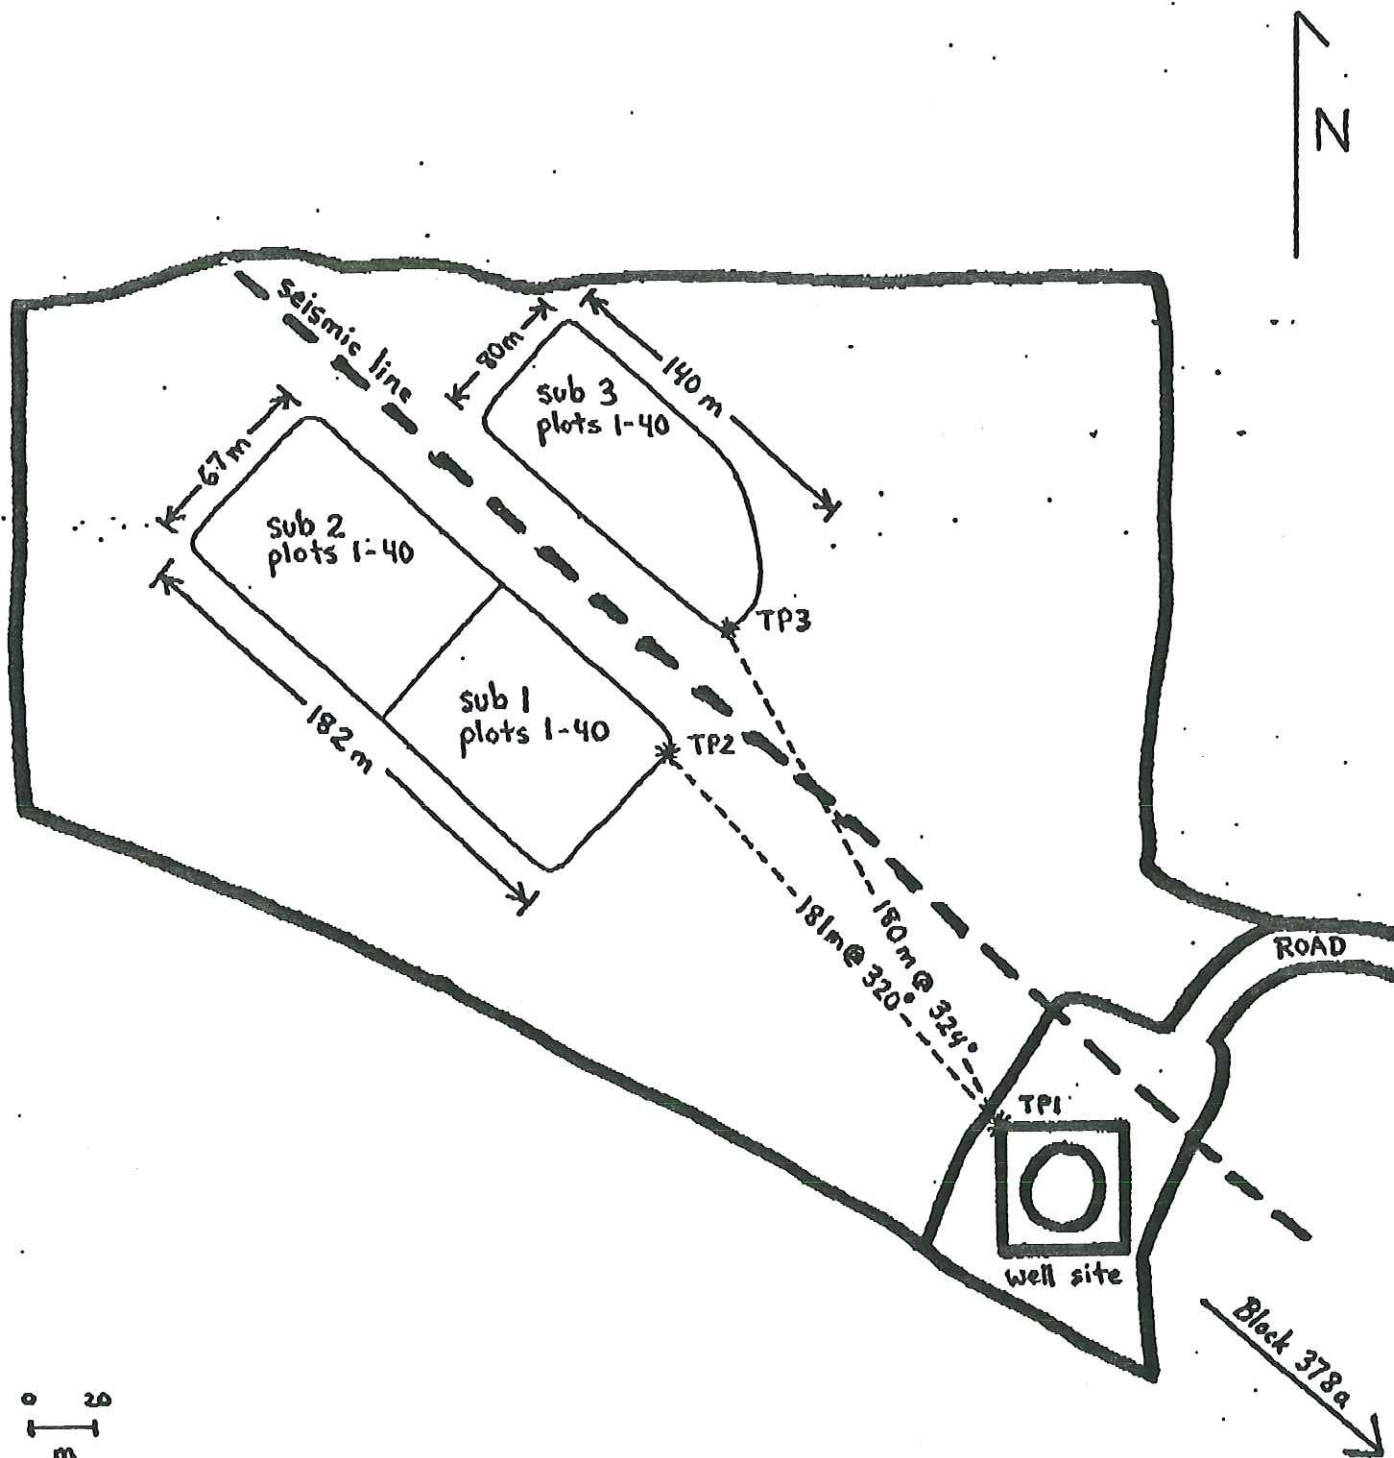 N
seismic line
80m
140 m
sub 3
plots 1-40
67m
sub 2
plots 1-40
TP3
sub 1
plots 1-40
TP2
182 m
181m @ 320°
180m @ 324°
ROAD
TP1
well site
Block 378a
0 20
m